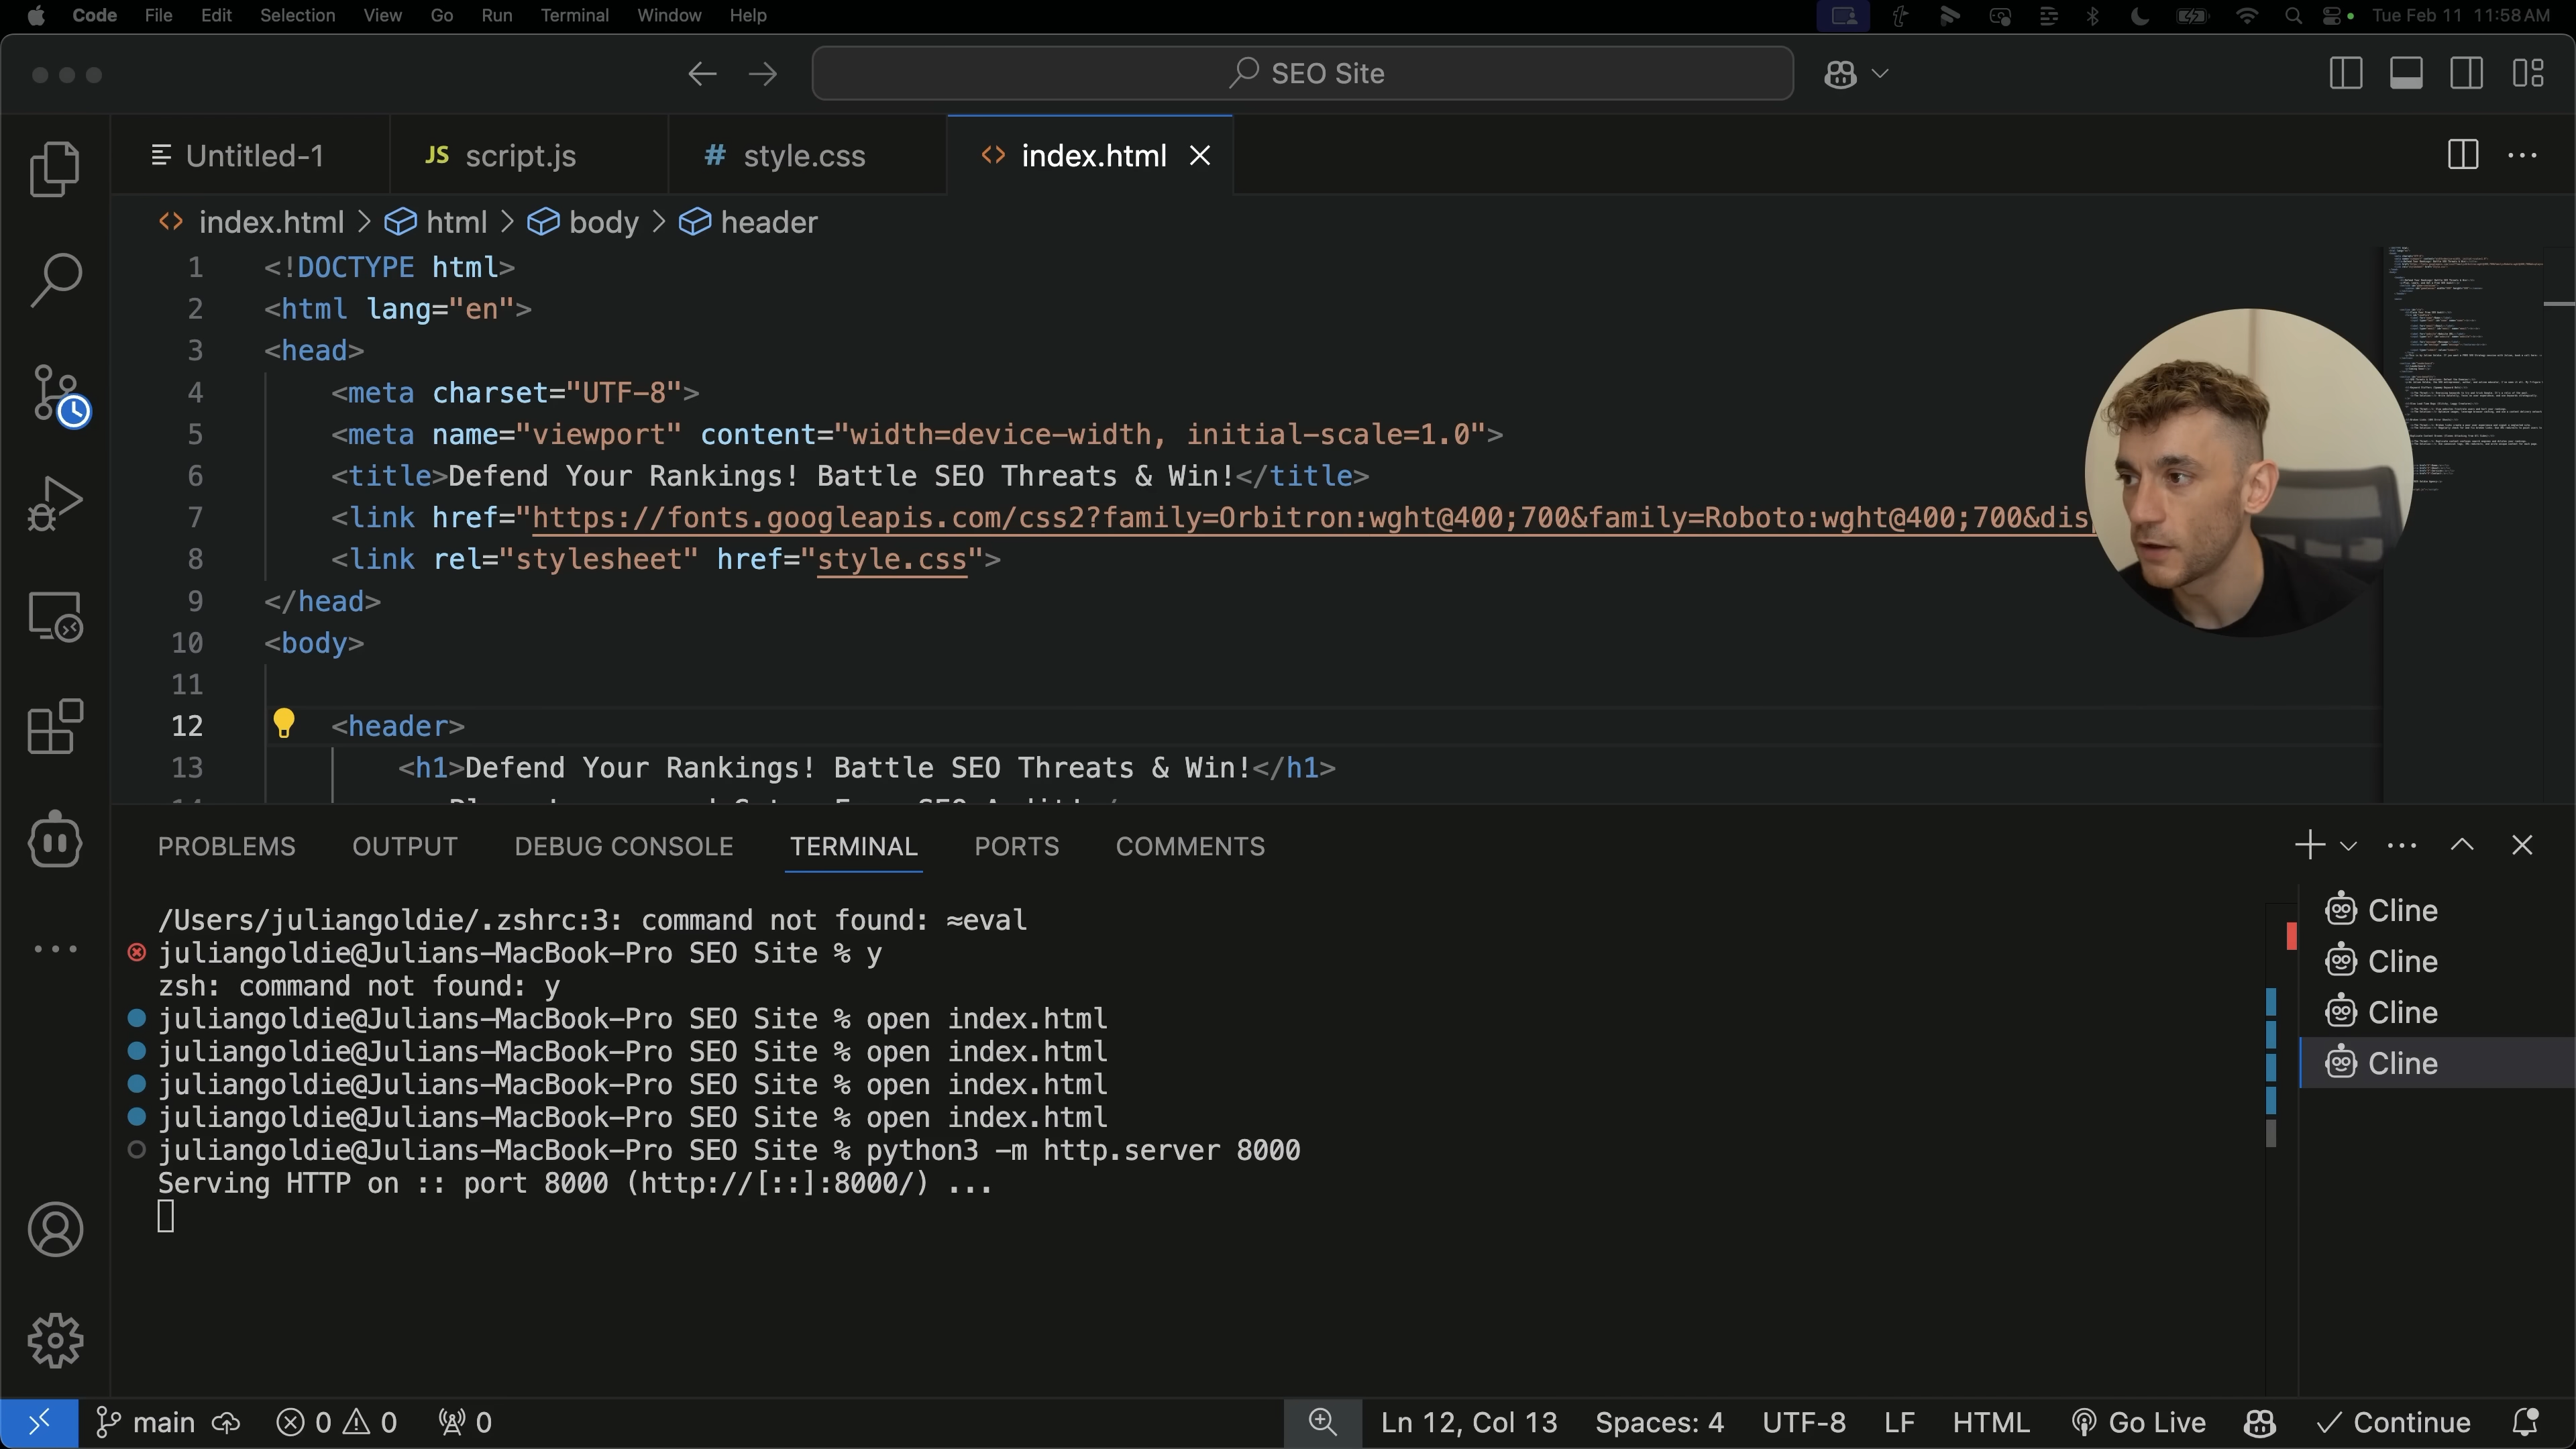 Code File Edit Selection View Go Run Terminal Window Help
Tue Feb 11 11:58 AM
SEO Site
Untitled-1
JS script.js
# style.css
<> index.html
<> index.html > html > body > header
1 <!DOCTYPE html>
2 <html lang="en">
3 <head>
4 <meta charset="UTF-8">
5 <meta name="viewport" content="width=device-width, initial-scale=1.0">
6 <title>Defend Your Rankings! Battle SEO Threats & Win!</title>
7 <link href="https://fonts.googleapis.com/css2?family=Orbitron:wght@400;700&family=Roboto:wght@400;700&dis
8 <link rel="stylesheet" href="style.css">
9 </head>
10 <body>
11
12 <header>
13 <h1>Defend Your Rankings! Battle SEO Threats & Win!</h1>
PROBLEMS OUTPUT DEBUG CONSOLE TERMINAL PORTS COMMENTS
/Users/juliangoldie/.zshrc:3: command not found: ≈eval
juliangoldie@Julians-MacBook-Pro SEO Site % y
zsh: command not found: y
juliangoldie@Julians-MacBook-Pro SEO Site % open index.html
juliangoldie@Julians-MacBook-Pro SEO Site % open index.html
juliangoldie@Julians-MacBook-Pro SEO Site % open index.html
juliangoldie@Julians-MacBook-Pro SEO Site % open index.html
juliangoldie@Julians-MacBook-Pro SEO Site % python3 -m http.server 8000
Serving HTTP on :: port 8000 (http://[::]:8000/) ...
Cline
Cline
Cline
Cline
main 0 0 0
Ln 12, Col 13 Spaces: 4 UTF-8 LF HTML Go Live Continue